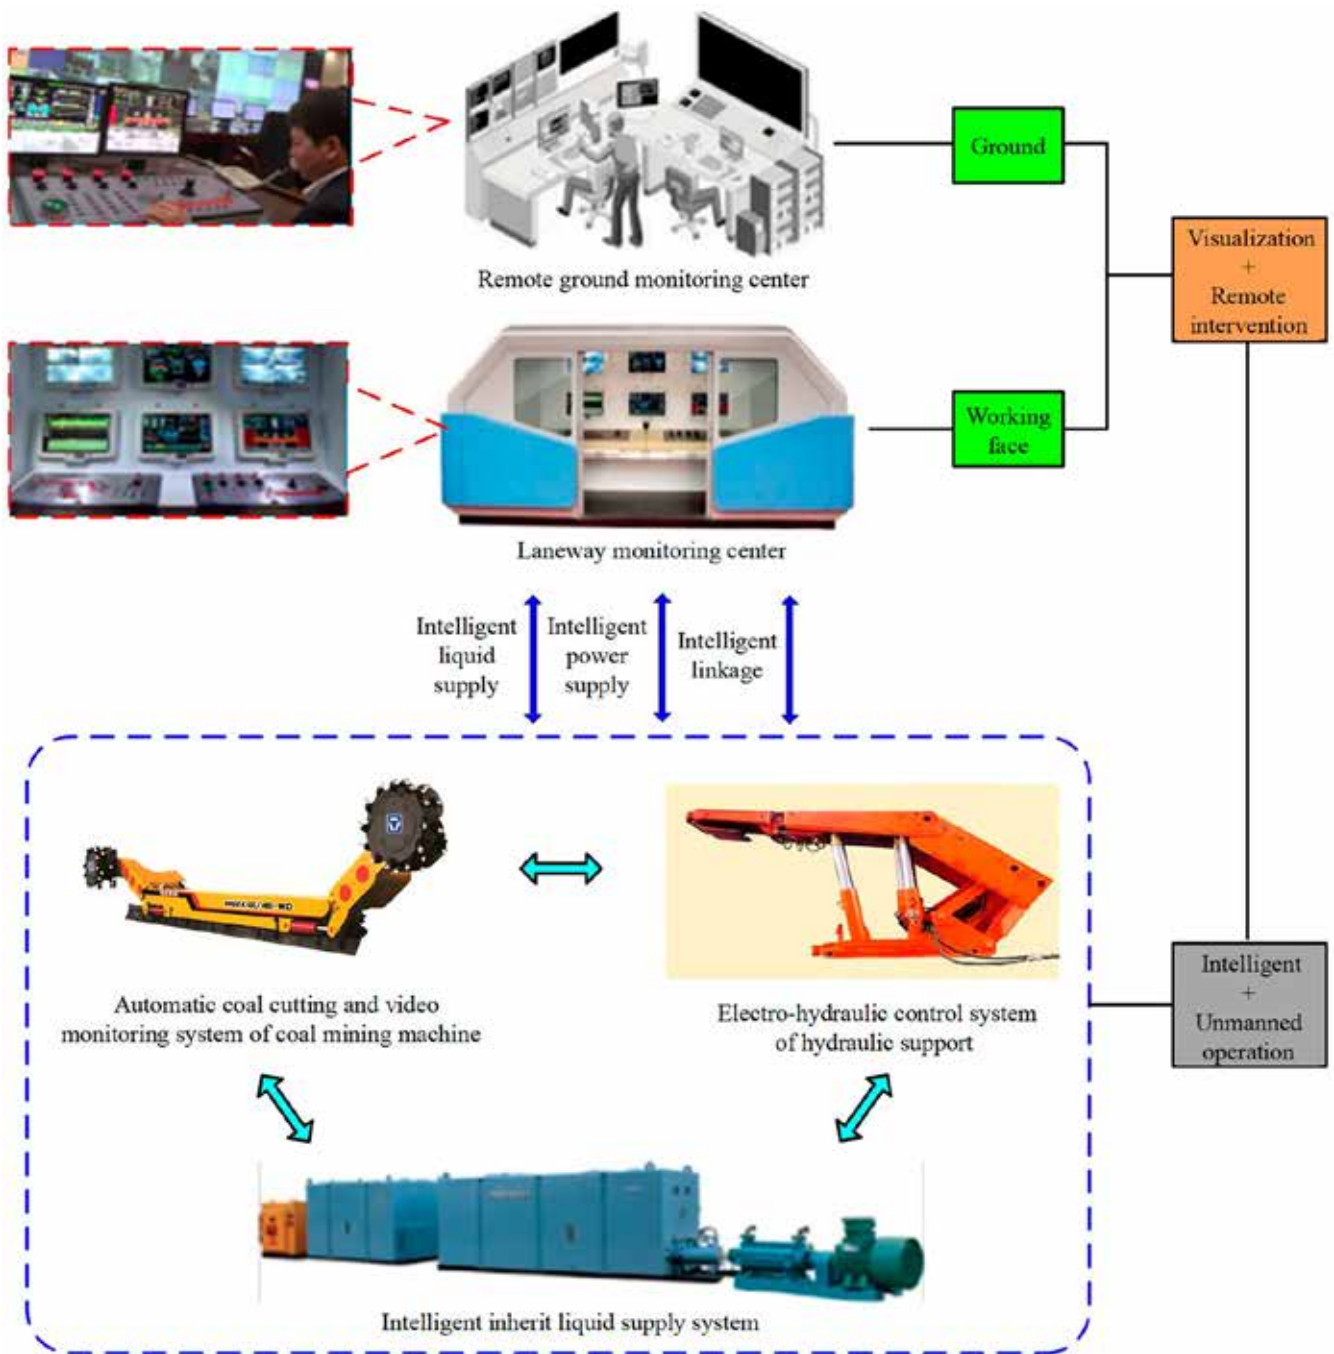 Ground
Visualization
+
Remote
intervention
Remote ground monitoring center
Working
face
Laneway monitoring center
Intelligent
liquid
supply
Intelligent
power
supply
Intelligent
linkage
Automatic coal cutting and video
monitoring system of coal mining machine
Electro-hydraulic control system
of hydraulic support
Intelligent
+
Unmanned
operation
Intelligent inherit liquid supply system